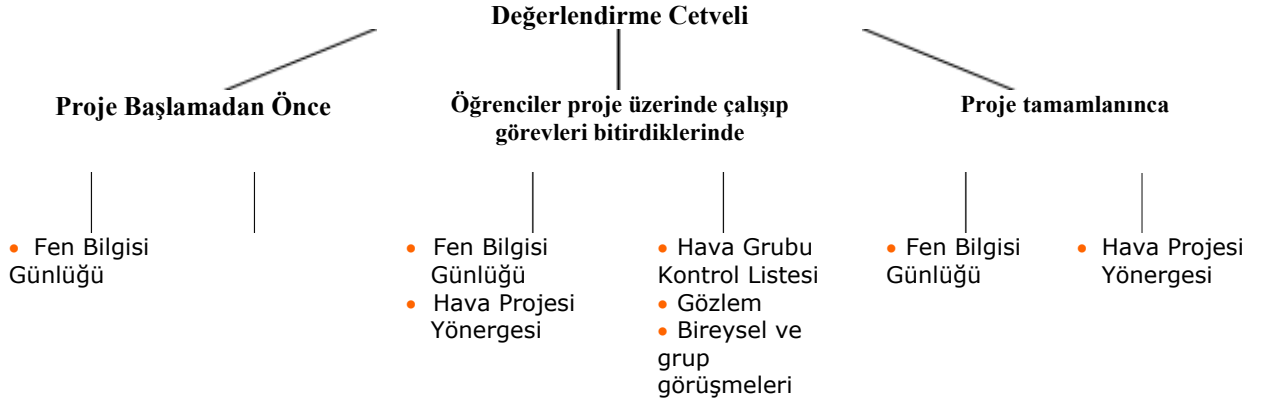 Değerlendirme Cetveli
Proje Başlamadan Önce
• Fen Bilgisi
Günlüğü
Öğrenciler proje üzerinde çalışıp
görevleri bitirdiklerinde
• Fen Bilgisi
Günlüğü
• Hava Projesi
Yönergesi
• Hava Grubu
Kontrol Listesi
• Gözlem
• Bireysel ve
grup
görüşmeleri
Proje tamamlanınca
• Fen Bilgisi
Günlüğü
• Hava Projesi
Yönergesi